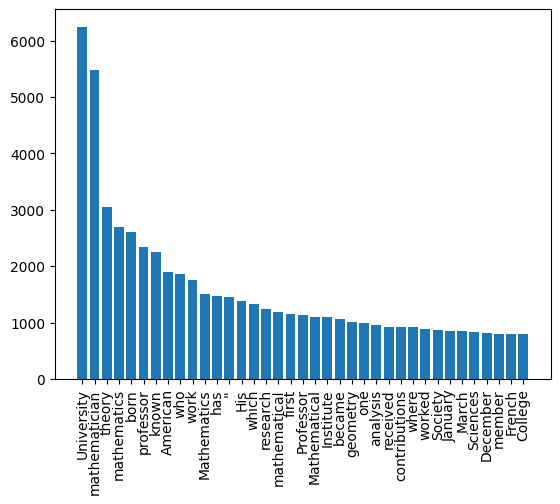 6000
5000
4000
3000
2000
1000
0
University
mathematician
theory
mathematics
born
professor
known
American
who
work
Mathematics
has
"
His
which
research
mathematical
first
Professor
Mathematical
Institute
became
geometry
one
analysis
received
contributions
where
worked
Society
January
March
Sciences
December
member
French
College